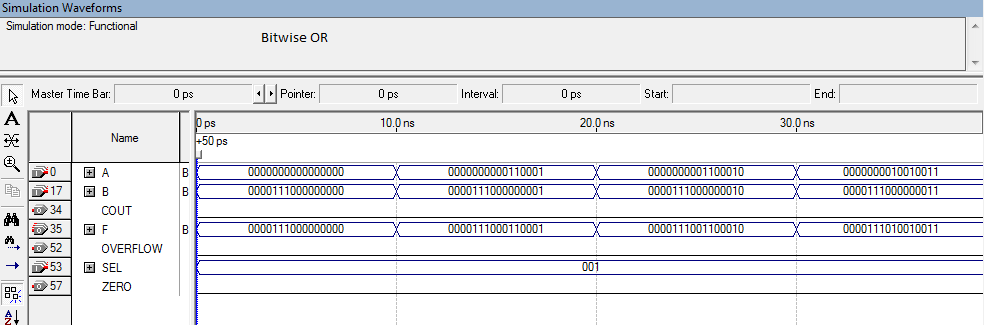 Simulation Waveforms
Simulation mode: Functional
Bitwise OR
Master Time Bar: 0 ps Pointer: 0 ps Interval: 0 ps Start: End:
Name
0 ps 10.0 ns 20.0 ns 30.0 ns
+50 ps
0 A B 0000000000000000 0000000000110001 0000000001100010 0000000010010011
17 B B 0000111000000000 0000111000000001 0000111000000010 0000111000000011
34 COUT
35 F B 0000111000000000 0000111000110001 0000111001100010 0000111010010011
52 OVERFLOW
53 SEL 001
57 ZERO